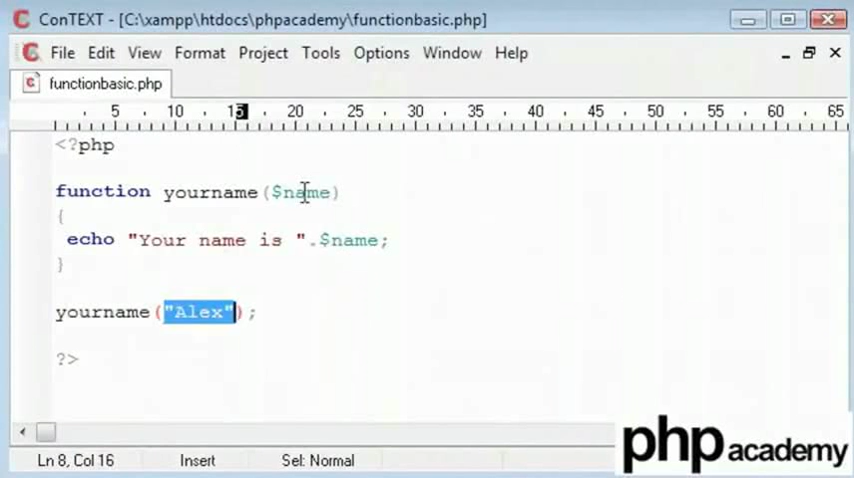 ConTEXT - [C:\xampp\htdocs\phpacademy\functionbasic.php]
File Edit View Format Project Tools Options Window Help
functionbasic.php
5 10 15 20 25 30 35 40 45 50 55 60 65
<?php
function yourname($name)
{
echo "Your name is ".$name;
}
yourname("Alex");
?>
Ln 8, Col 16 Insert Sel: Normal
php academy